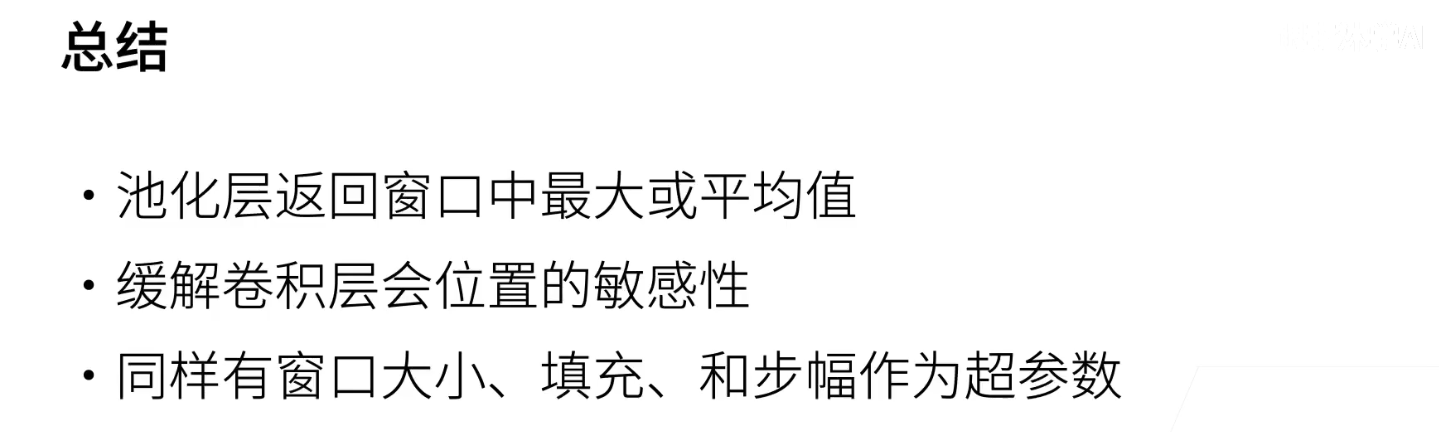 总结
• 池化层返回窗口中最大或平均值
• 缓解卷积层会位置的敏感性
• 同样有窗口大小、填充、和步幅作为超参数